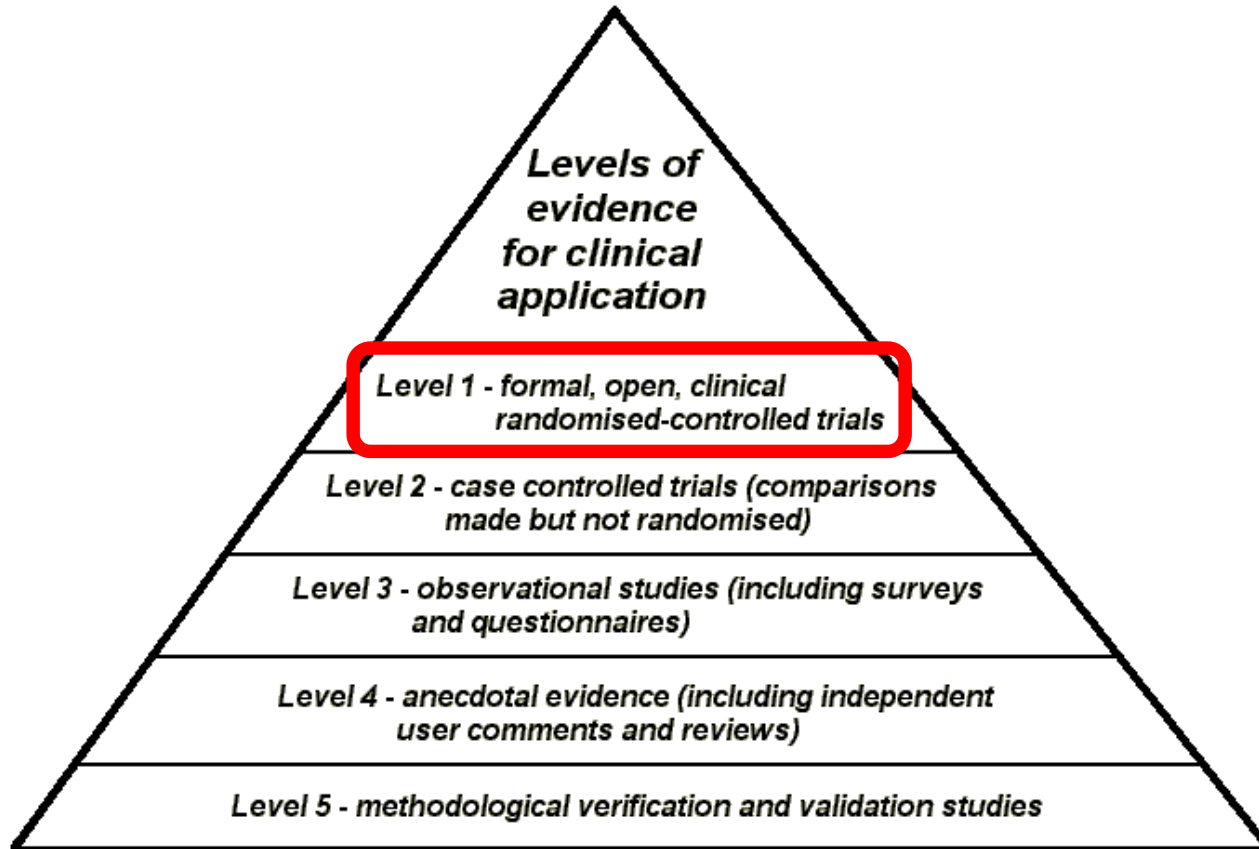 Levels of
evidence
for clinical
application
Level 1 - formal, open, clinical
randomised-controlled trials
Level 2 - case controlled trials (comparisons
made but not randomised)
Level 3 - observational studies (including surveys
and questionnaires)
Level 4 - anecdotal evidence (including independent
user comments and reviews)
Level 5 - methodological verification and validation studies